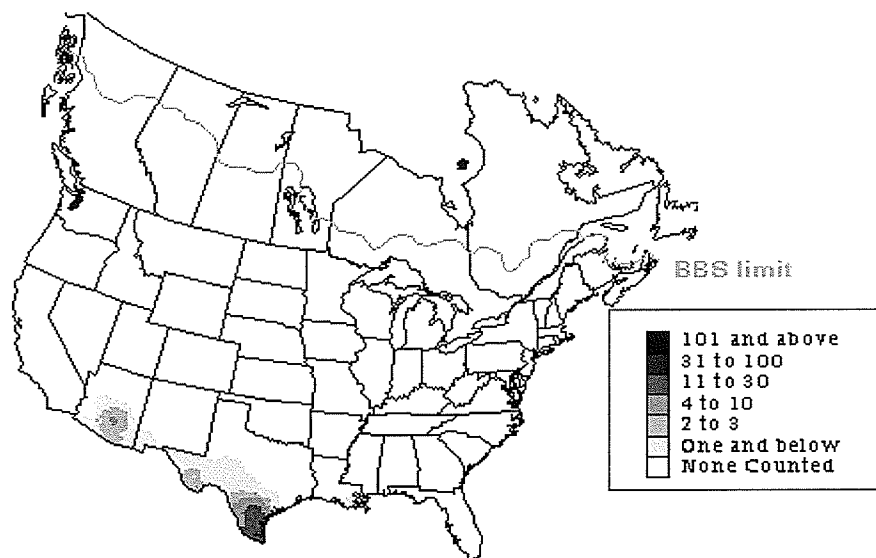 BBS limit
101 and above
31 to 100
11 to 30
4 to 10
2 to 3
One and below
None Counted